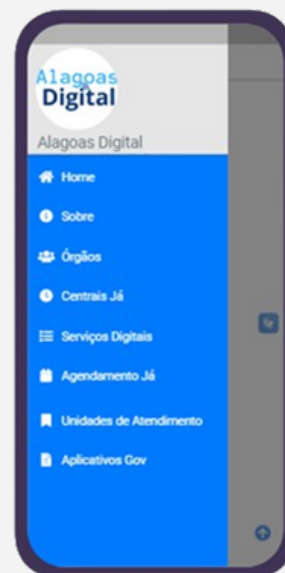 Alagoas
Digital
Alagoas Digital
Home
Sobre
Órgãos
Centrais Já
Serviços Digitais
Agendamento Já
Unidades de Atendimento
Aplicativos Gov